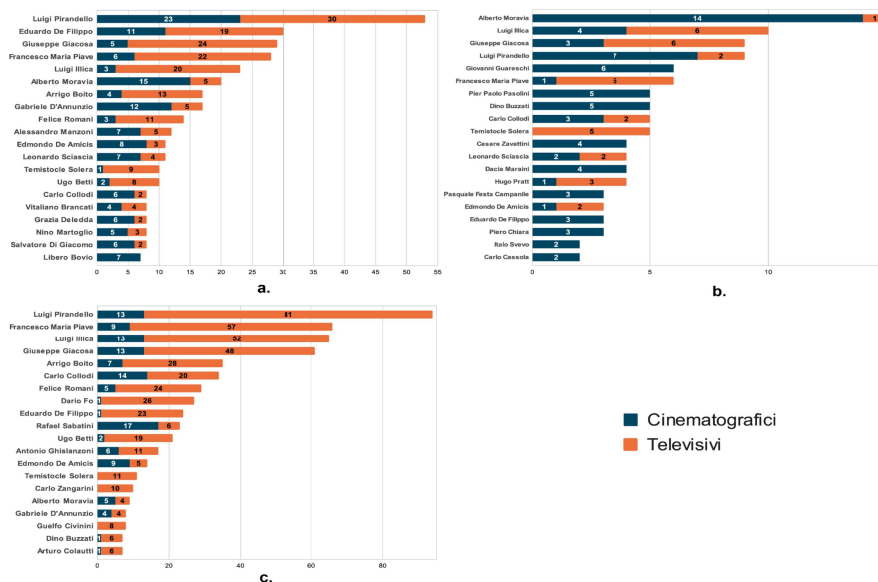 Luigi Pirandello 23 30
Eduardo De Filippo 11 19
Giuseppe Giacosa 5 24
Francesco Maria Piave 6 22
Luigi Illica 3 20
Alberto Moravia 15 5
Arrigo Boito 4 13
Gabriele D'Annunzio 12 5
Felice Romani 3 11
Alessandro Manzoni 7 5
Edmondo De Amicis 8 3
Leonardo Sciascia 7 4
Temistocle Solera 1 9
Ugo Betti 2 8
Carlo Collodi 6 2
Vitaliano Brancati 4 4
Grazia Deledda 6 2
Nino Martoglio 5 3
Salvatore Di Giacomo 6 2
Libero Bovio 7
0 5 10 15 20 25 30 35 40 45 50 55
a.
Alberto Moravia 14 1
Luigi Illica 4 6
Giuseppe Giacosa 3 6
Luigi Pirandello 7 2
Giovanni Guareschi 6
Francesco Maria Piave 1 5
Pier Paolo Pasolini 5
Dino Buzzati 5
Carlo Collodi 3 2
Temistocle Solera 5
Cesare Zavattini 4
Leonardo Sciascia 2 2
Dacia Maraini 4
Hugo Pratt 1 3
Pasquale Festa Campanile 3
Edmondo De Amicis 1 2
Eduardo De Filippo 3
Piero Chiara 3
Italo Svevo 2
Carlo Cassola 2
0 5 10
b.
Luigi Pirandello 13 81
Francesco Maria Piave 9 57
Luigi Illica 13 52
Giuseppe Giacosa 13 48
Arrigo Boito 7 28
Carlo Collodi 14 20
Felice Romani 5 24
Dario Fo 1 26
Eduardo De Filippo 1 23
Rafael Sabatini 17 6
Ugo Betti 2 19
Antonio Ghislanzoni 6 11
Edmondo De Amicis 9 5
Temistocle Solera 11
Carlo Zangarini 10
Alberto Moravia 5 4
Gabriele D'Annunzio 4 4
Guelfo Civinini 8
Dino Buzzati 1 6
Arturo Colautti 1 6
0 20 40 60 80
c.
Cinematografici
Televisivi